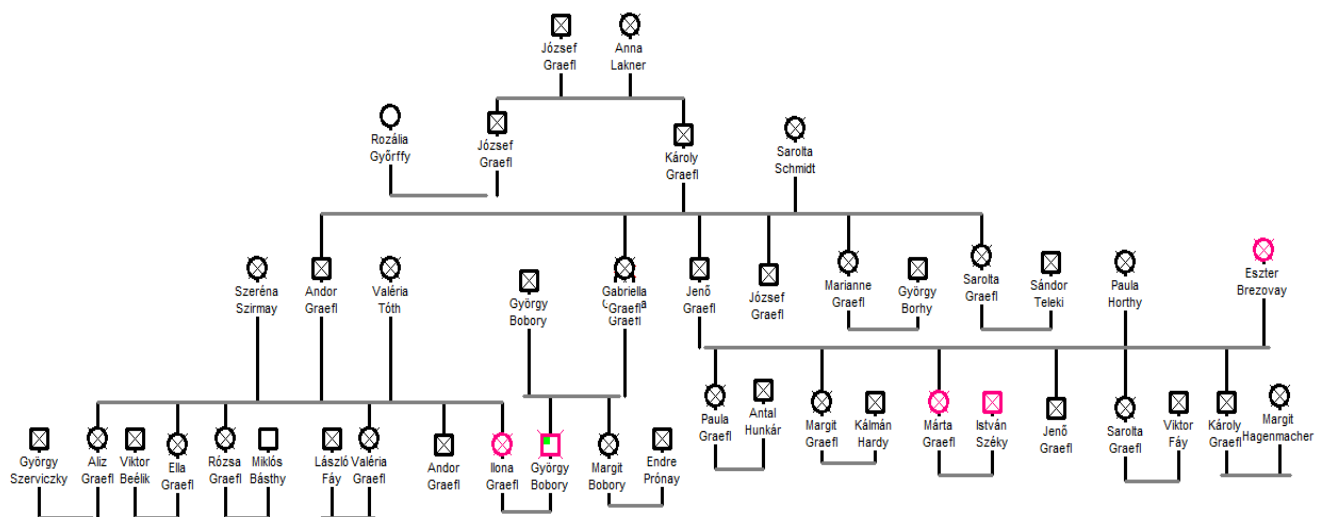 József
Graefl
Anna
Lakner
Rozália
Győrffy
József
Graefl
Károly
Graefl
Sarolta
Schmidt
Szeréna
Szirmay
Andor
Graefl
Valéria
Tóth
György
Bobory
Gabriella
Graefl
Graefl
Jenő
Graefl
József
Graefl
Marianne
Graefl
György
Borhy
Sarolta
Graefl
Sándor
Teleki
Paula
Horthy
Eszter
Brezovay
György
Szerviczky
Aliz
Graefl
Viktor
Beélik
Ella
Graefl
Rózsa
Graefl
Miklós
Básthy
László
Fáy
Valéria
Graefl
Andor
Graefl
Ilona
Graefl
György
Bobory
Margit
Bobory
Endre
Prónay
Paula
Graefl
Antal
Hunkár
Margit
Graefl
Kálmán
Hardy
Márta
Graefl
István
Széky
Jenő
Graefl
Sarolta
Graefl
Viktor
Fáy
Károly
Graefl
Margit
Hagenmacher